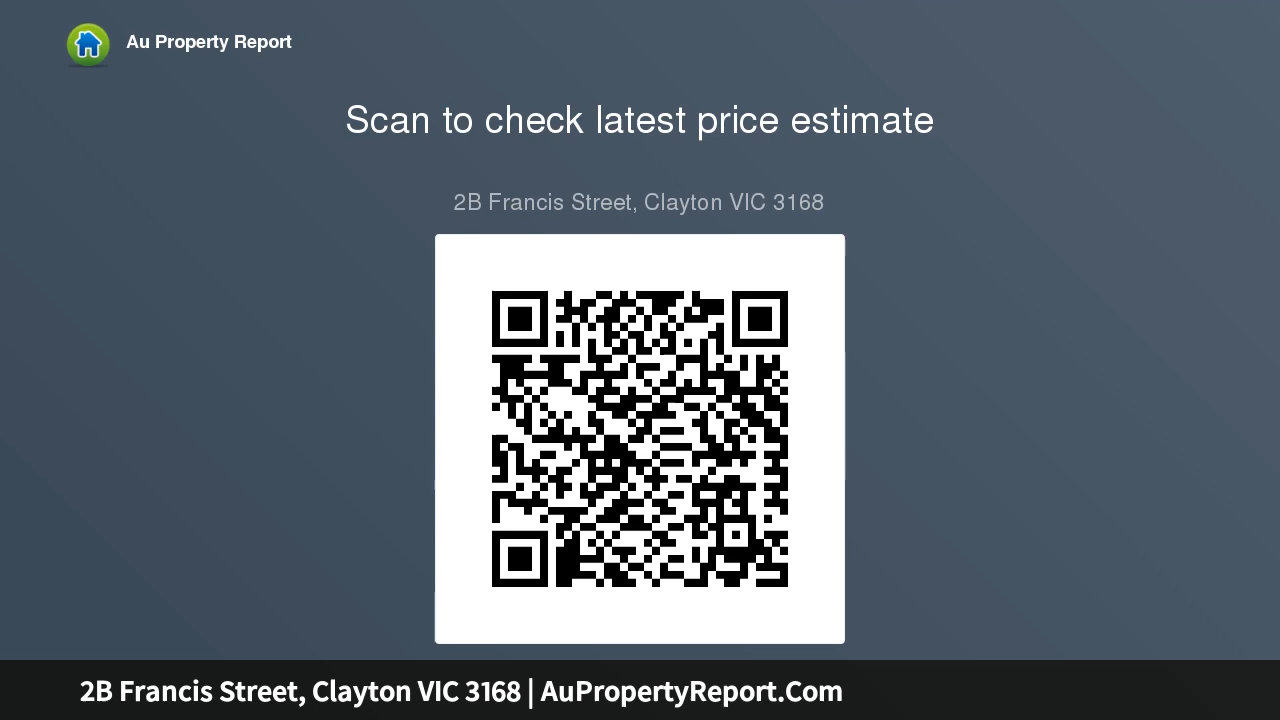 Au Property Report
Scan to check latest price estimate
2B Francis Street, Clayton VIC 3168
2B Francis Street, Clayton VIC 3168 | AuPropertyReport.Com